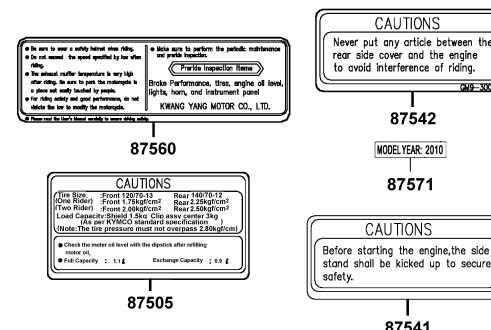 Be sure to wear a safety helmet when riding.
Do not exceed the speed specified by law when
riding.
The exhaust muffler temperature is very high
after riding. Be sure to park the motorcycle in
a place not easily touched by people.
For riding safety and good performance, do not
violate the law to modify the motorcycle.
Please read the User's Manual carefully to ensure driving safety.
Make sure to perform the periodic maintenance
and preride inspection.
Preride Inspection Items
Brake Performance, tires, engine oil level,
lights, horn, and instrument panel
KWANG YANG MOTOR CO., LTD.
87560
CAUTIONS
Never put any article between the
rear side cover and the engine
to avoid interference of riding.
GM9-300
87542
MODEL YEAR: 2010
87571
CAUTIONS
Tire Size. :Front 120/70-13 Rear 140/70-12
(One Rider) :Front 1.75kgf/cm2 Rear 2.25kgf/cm2
(Two Rider) :Front 2.00kgf/cm2 Rear 2.50kgf/cm2
Load Capacity:Shield 1.5kg Clip assy center 3kg
(As per KYMCO standard specification )
(Note:The tire pressure must not overpass 2.80kgf/cm)
Check the motor oil level with the dipstick after refilling
motor oil,
Full Capacity : 1.1 ℓ Exchange Capacity : 0.9 ℓ
87505
CAUTIONS
Before starting the engine,the side
stand shall be kicked up to secure
safety.
87541